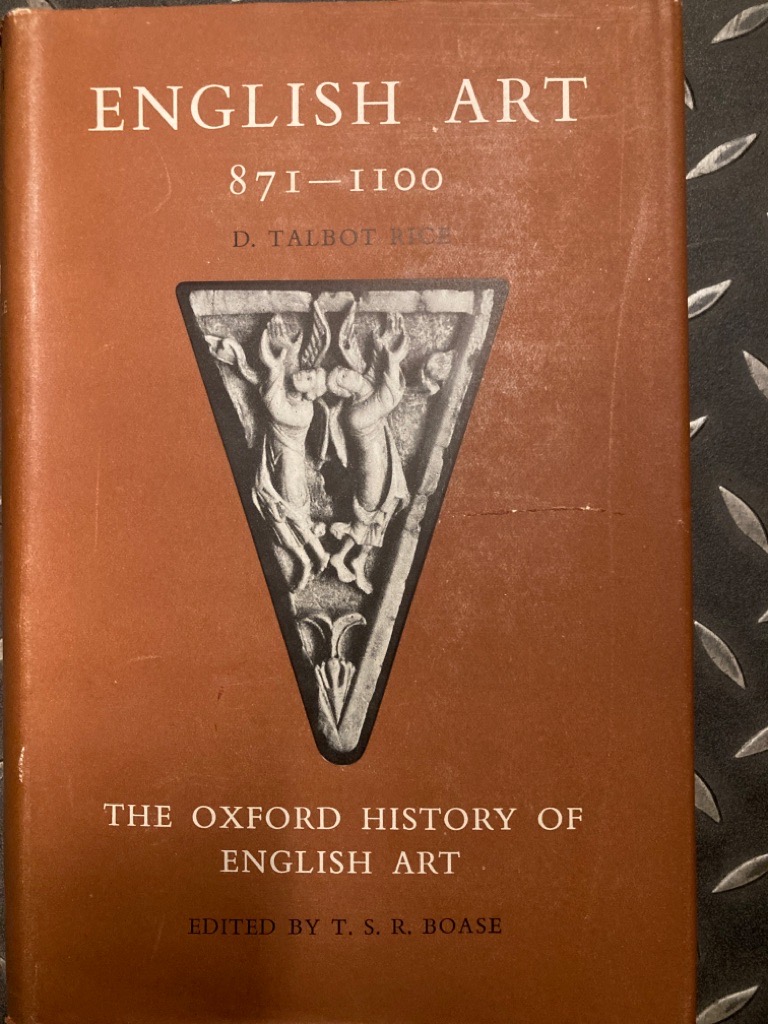 ENGLISH ART
871—1100
D. TALBOT RICE
THE OXFORD HISTORY OF
ENGLISH ART
EDITED BY T. S. R. BOASE